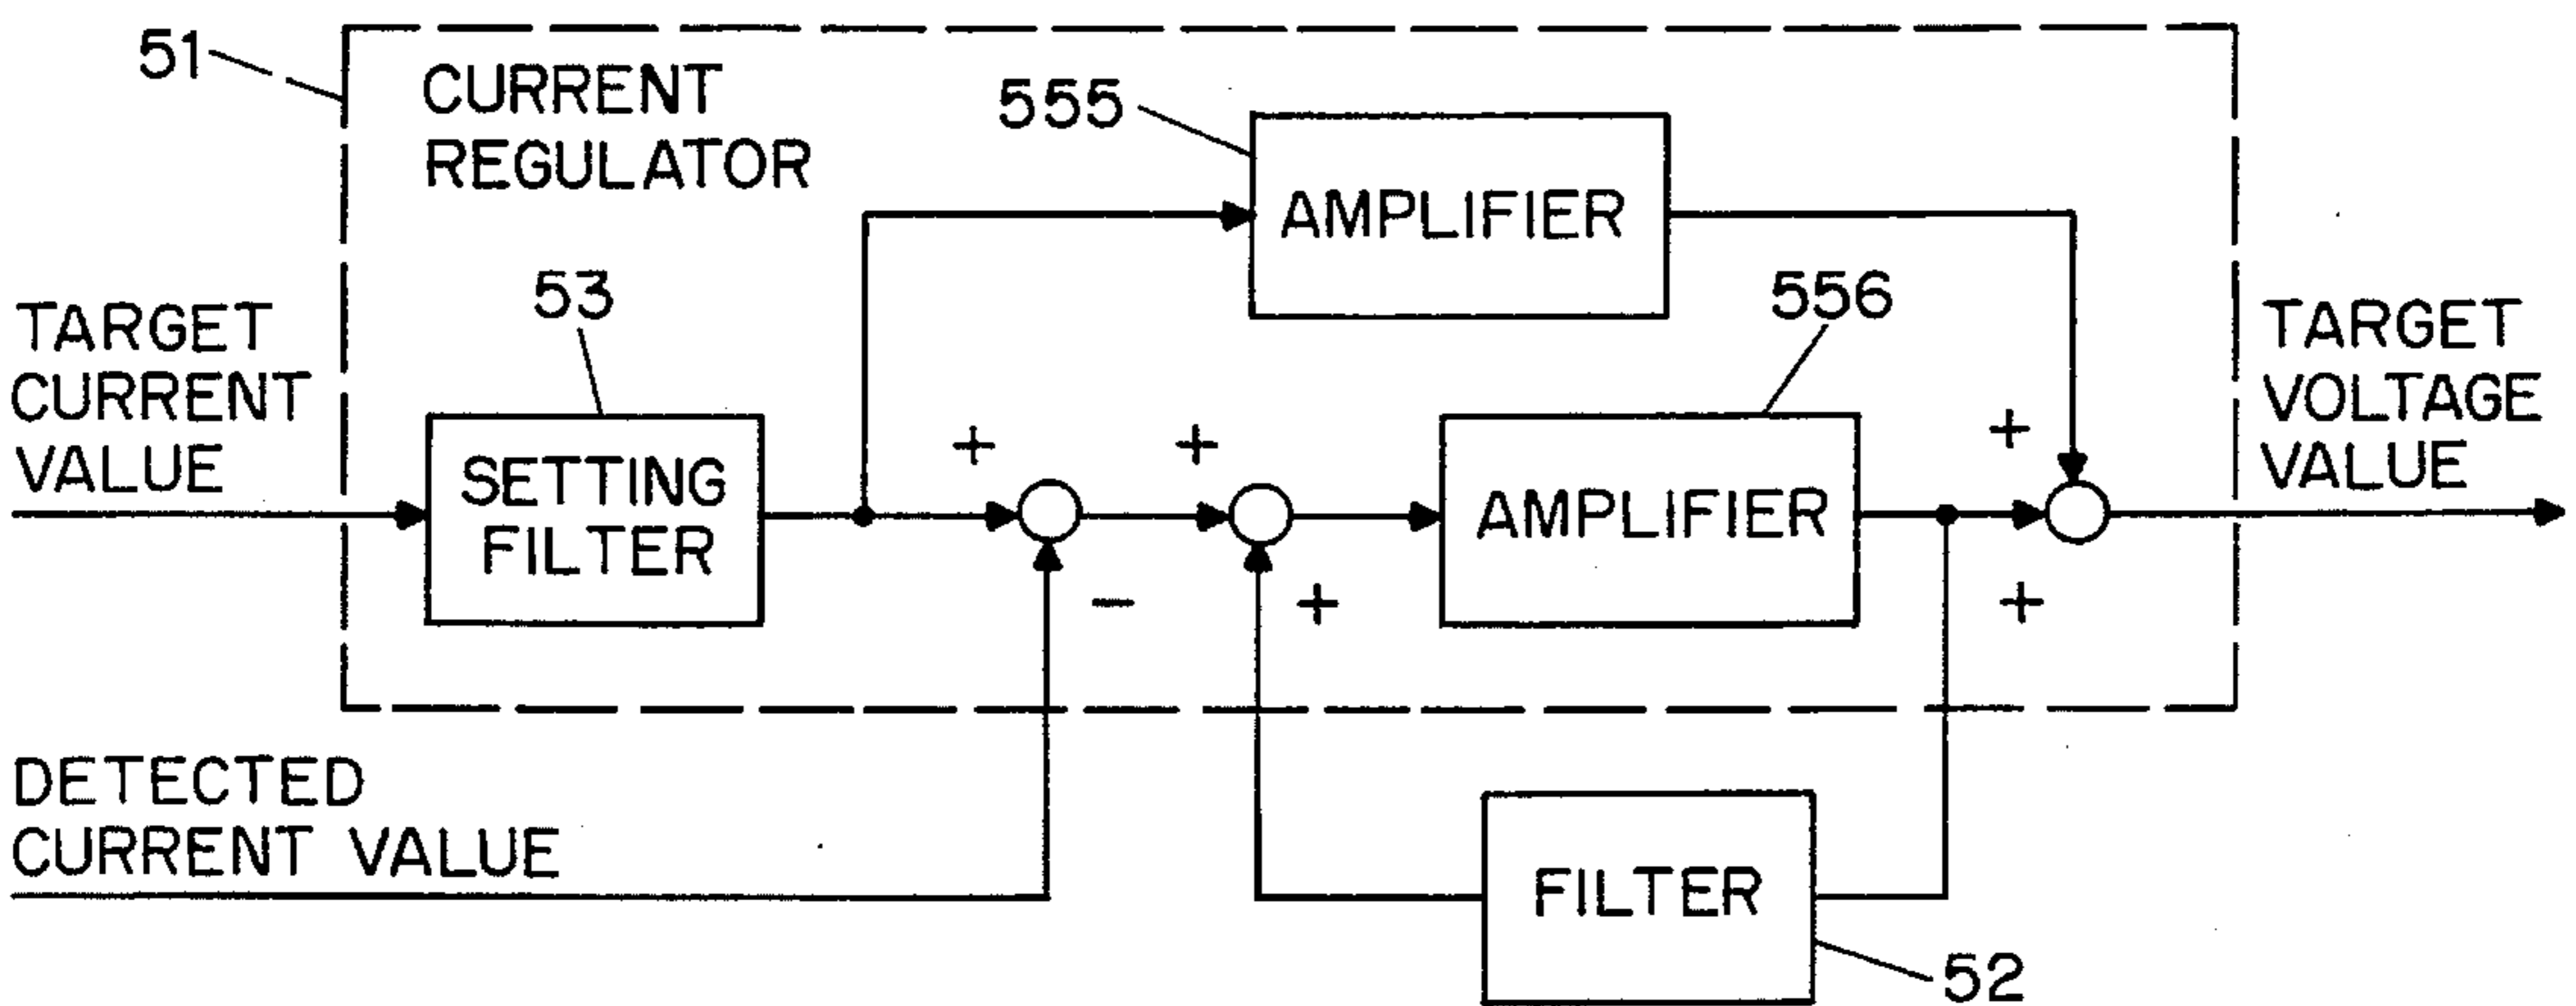 51
CURRENT
REGULATOR
555
AMPLIFIER
53
556
TARGET
CURRENT
VALUE
SETTING
FILTER
+
-
+
+
AMPLIFIER
+
+
TARGET
VOLTAGE
VALUE
DETECTED
CURRENT VALUE
FILTER
52